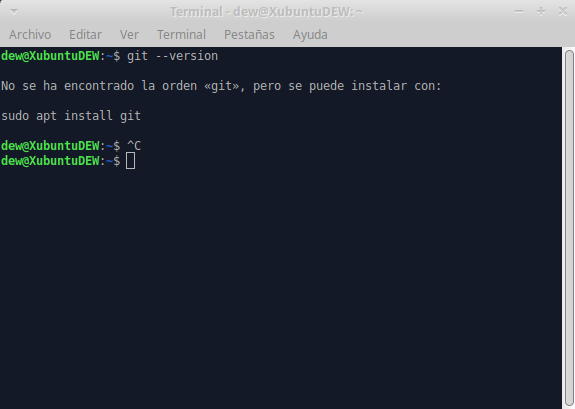 Terminal - dew@XubuntuDEW: ~
Archivo Editar Ver Terminal Pestañas Ayuda
dew@XubuntuDEW:~$ git --version
No se ha encontrado la orden «git», pero se puede instalar con:
sudo apt install git
dew@XubuntuDEW:~$ ^C
dew@XubuntuDEW:~$